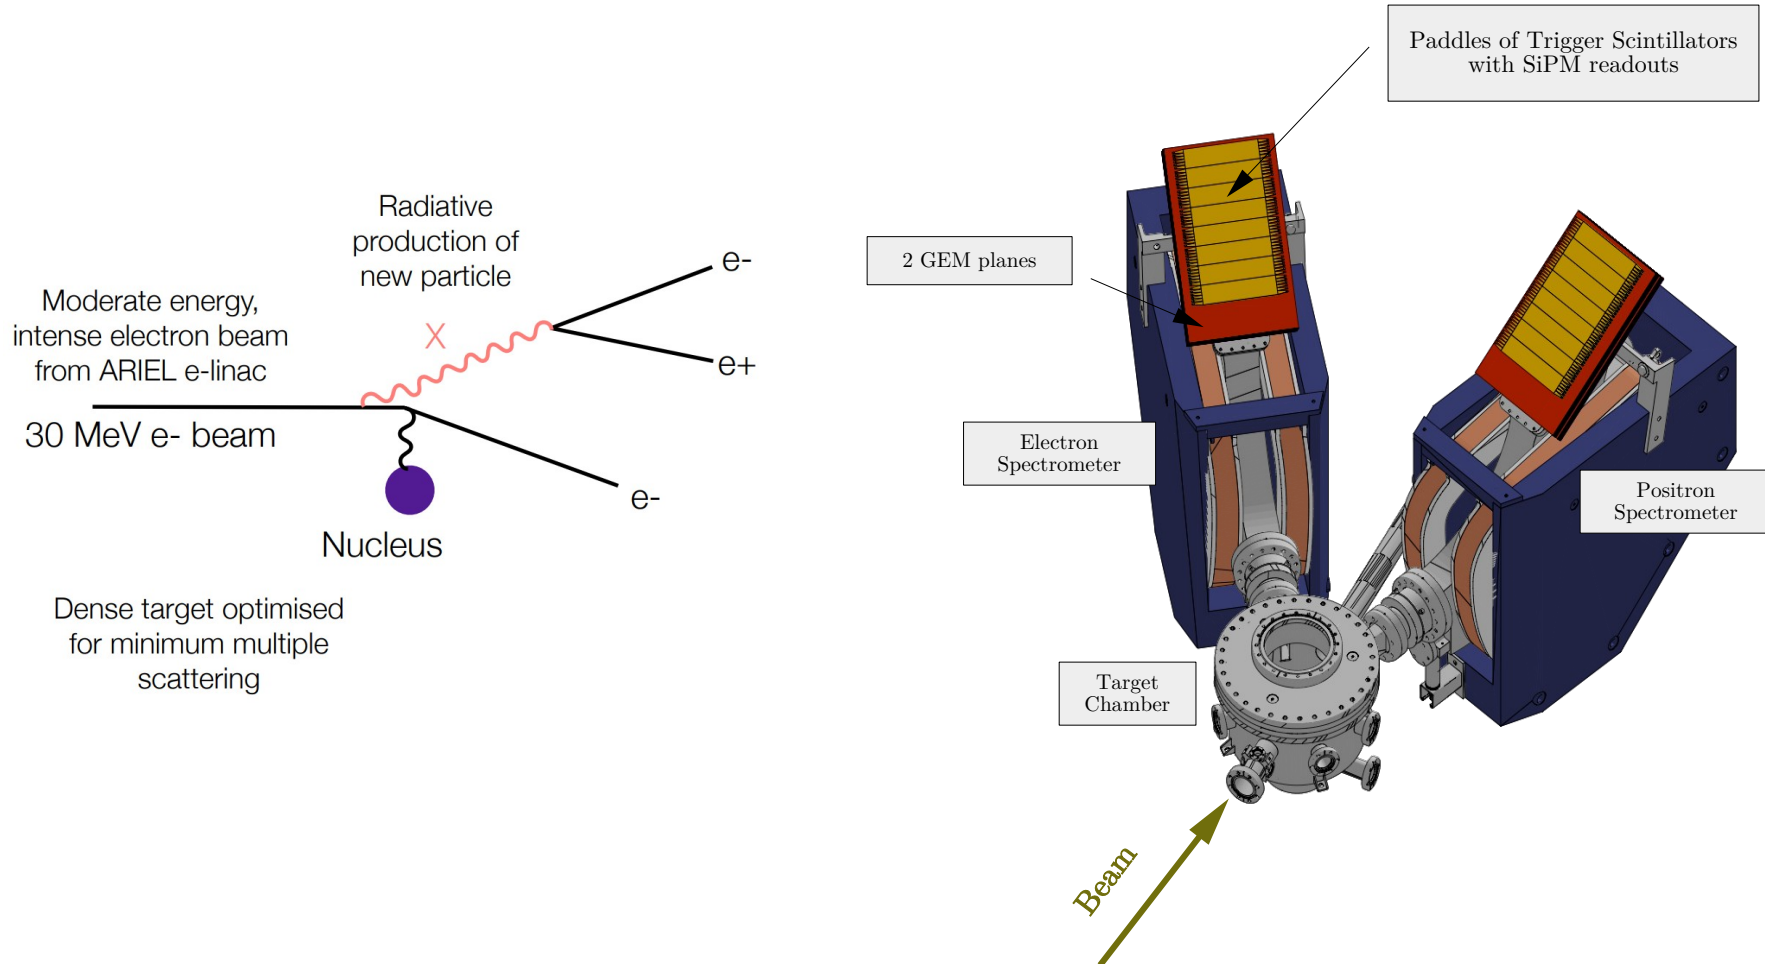 Radiative
production of
new particle
X
e-
e+
Moderate energy,
intense electron beam
from ARIEL e-linac
30 MeV e- beam
e-
Nucleus
Dense target optimised
for minimum multiple
scattering
Paddles of Trigger Scintillators
with SiPM readouts
2 GEM planes
Electron
Spectrometer
Positron
Spectrometer
Target
Chamber
Beam